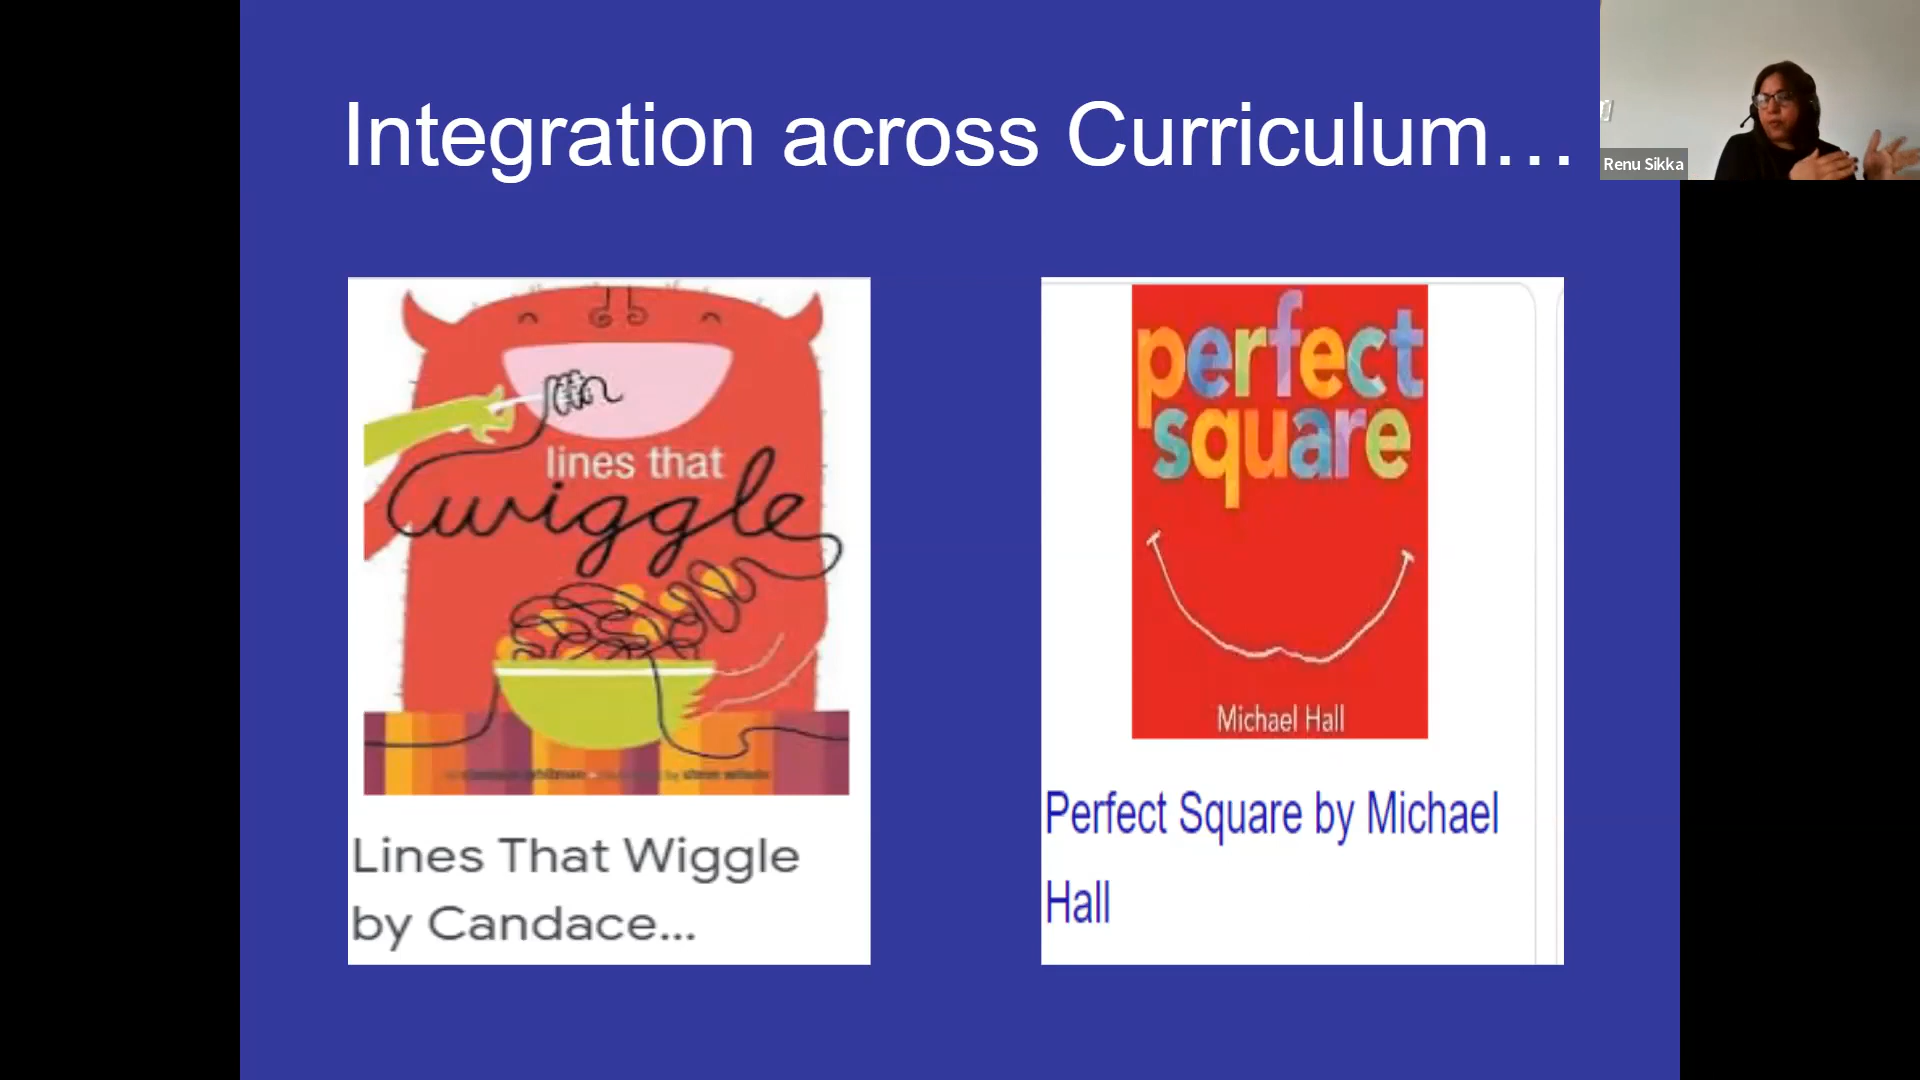 Integration across Curriculum…
Renu Sikka
lines that
wiggle
Lines That Wiggle
by Candace...
perfect
square
Michael Hall
Perfect Square by Michael
Hall